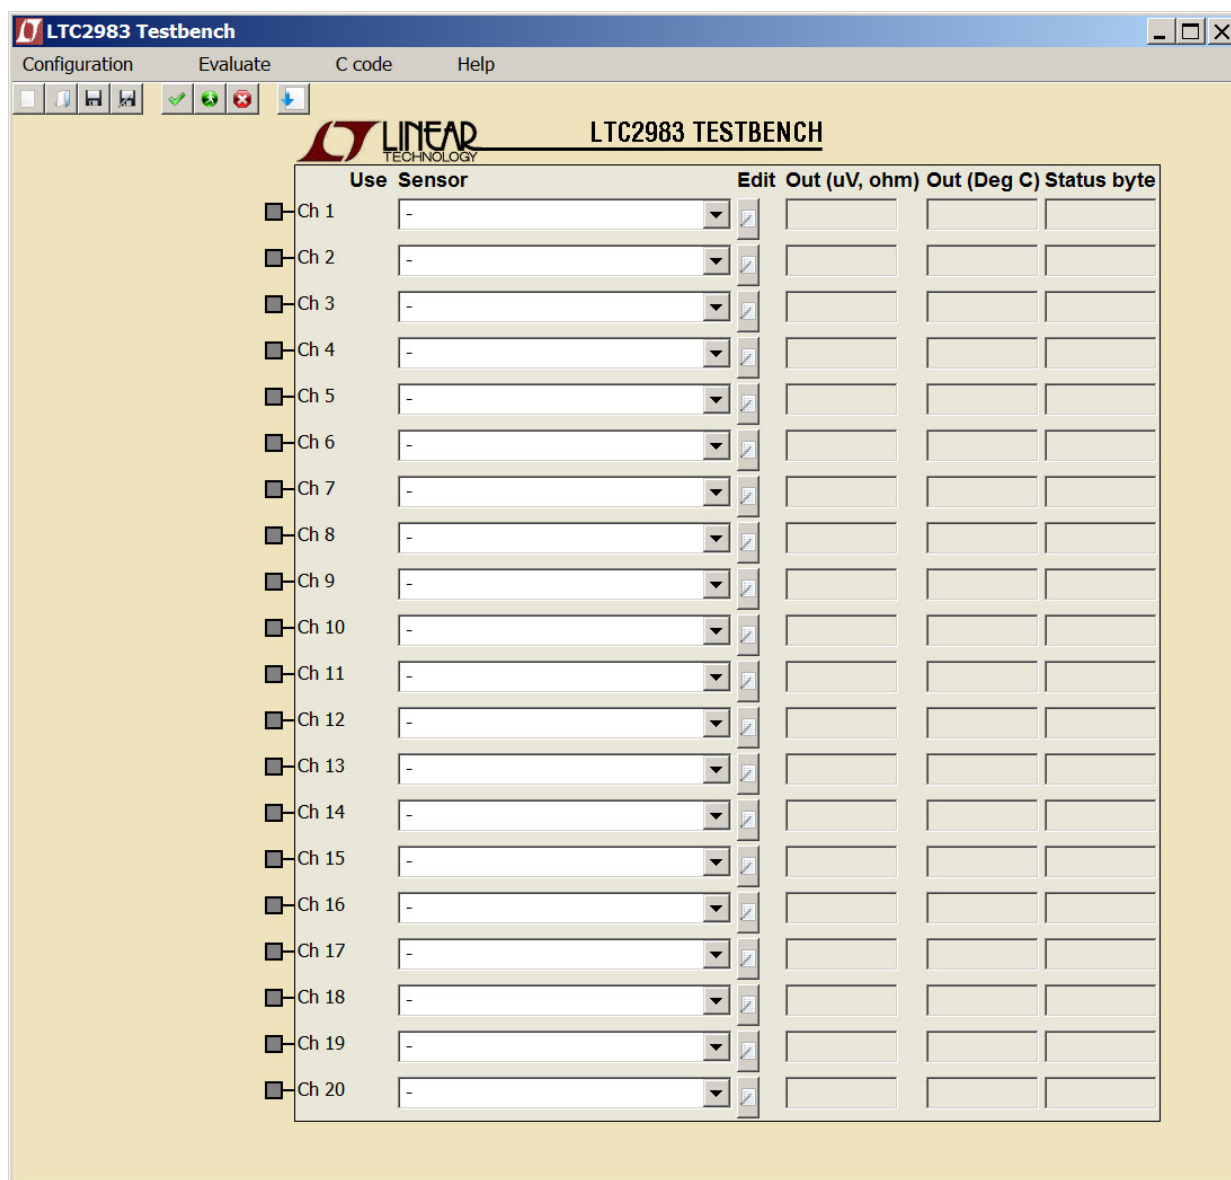 LTC2983 Testbench
Configuration Evaluate C code Help
LINEAR TECHNOLOGY
LTC2983 TESTBENCH
Use Sensor Edit Out (uV, ohm) Out (Deg C) Status byte
Ch 1 -
Ch 2 -
Ch 3 -
Ch 4 -
Ch 5 -
Ch 6 -
Ch 7 -
Ch 8 -
Ch 9 -
Ch 10 -
Ch 11 -
Ch 12 -
Ch 13 -
Ch 14 -
Ch 15 -
Ch 16 -
Ch 17 -
Ch 18 -
Ch 19 -
Ch 20 -